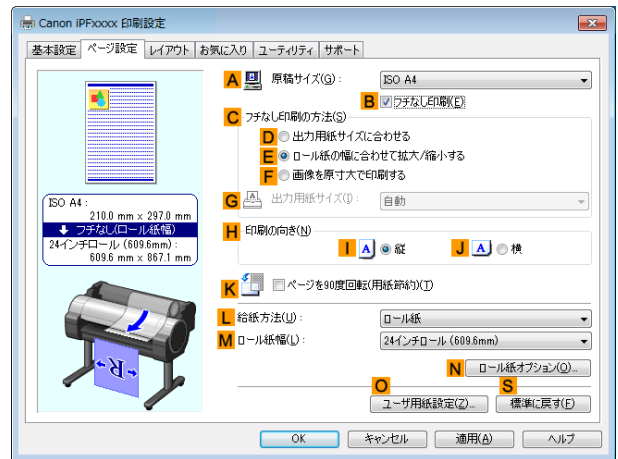 Canon iPFxxxx 印刷設定
基本設定 ページ設定 レイアウト お気に入り ユーティリティ サポート
A 原稿サイズ(G): ISO A4
B フチなし印刷(E)
C フチなし印刷の方法(S)
D 出力用紙サイズに合わせる
E ロール紙の幅に合わせて拡大/縮小する
F 画像を原寸大で印刷する
G 出力用紙サイズ(I): 自動
H 印刷の向き(N)
I A 縦 J A 横
K ページを90度回転(用紙節約)(T)
L 給紙方法(U): ロール紙
M ロール紙幅(L): 24インチロール (609.6mm)
N ロール紙オプション(O)...
O S
ユーザ用紙設定(Z)... 標準に戻す(F)
ISO A4 :
210.0 mm x 297.0 mm
フチなし(ロール紙幅)
24インチロール (609.6mm) :
609.6 mm x 867.1 mm
R
OK キャンセル 適用(A) ヘルプ